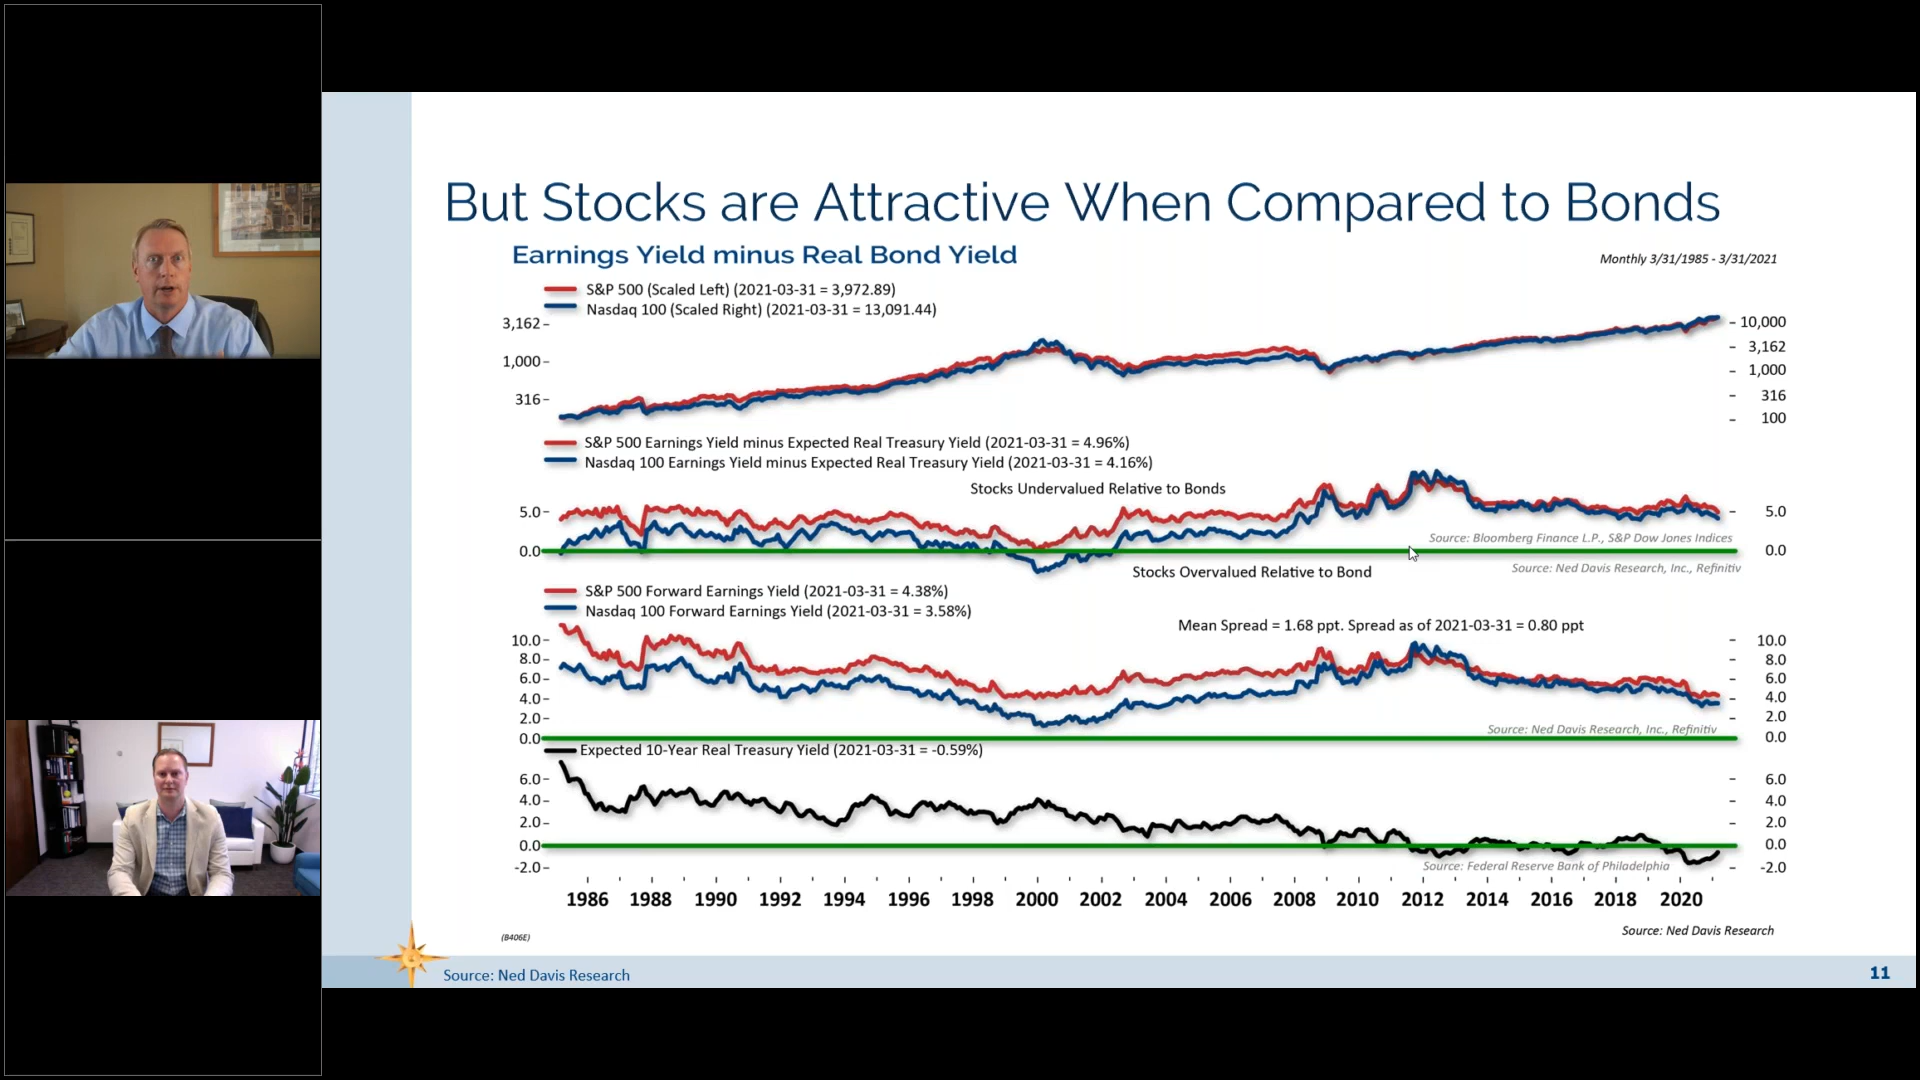 But Stocks are Attractive When Compared to Bonds
Earnings Yield minus Real Bond Yield
Monthly 3/31/1985 - 3/31/2021
S&P 500 (Scaled Left) (2021-03-31 = 3,972.89)
Nasdaq 100 (Scaled Right) (2021-03-31 = 13,091.44)
3,162 10,000
3,162
1,000 1,000
316 316
100
S&P 500 Earnings Yield minus Expected Real Treasury Yield (2021-03-31 = 4.96%)
Nasdaq 100 Earnings Yield minus Expected Real Treasury Yield (2021-03-31 = 4.16%)
Stocks Undervalued Relative to Bonds
5.0 5.0
Source: Bloomberg Finance L.P., S&P Dow Jones Indices
0.0 0.0
Source: Ned Davis Research, Inc., Refinitiv
Stocks Overvalued Relative to Bond
S&P 500 Forward Earnings Yield (2021-03-31 = 4.38%)
Nasdaq 100 Forward Earnings Yield (2021-03-31 = 3.58%)
Mean Spread = 1.68 ppt. Spread as of 2021-03-31 = 0.80 ppt
10.0 10.0
8.0 8.0
6.0 6.0
4.0 4.0
2.0 2.0
Source: Ned Davis Research, Inc., Refinitiv
0.0 0.0
Expected 10-Year Real Treasury Yield (2021-03-31 = -0.59%)
6.0 6.0
4.0 4.0
2.0 2.0
0.0 0.0
-2.0 Source: Federal Reserve Bank of Philadelphia -2.0
1986 1988 1990 1992 1994 1996 1998 2000 2002 2004 2006 2008 2010 2012 2014 2016 2018 2020
(B406E)
Source: Ned Davis Research
Source: Ned Davis Research
11